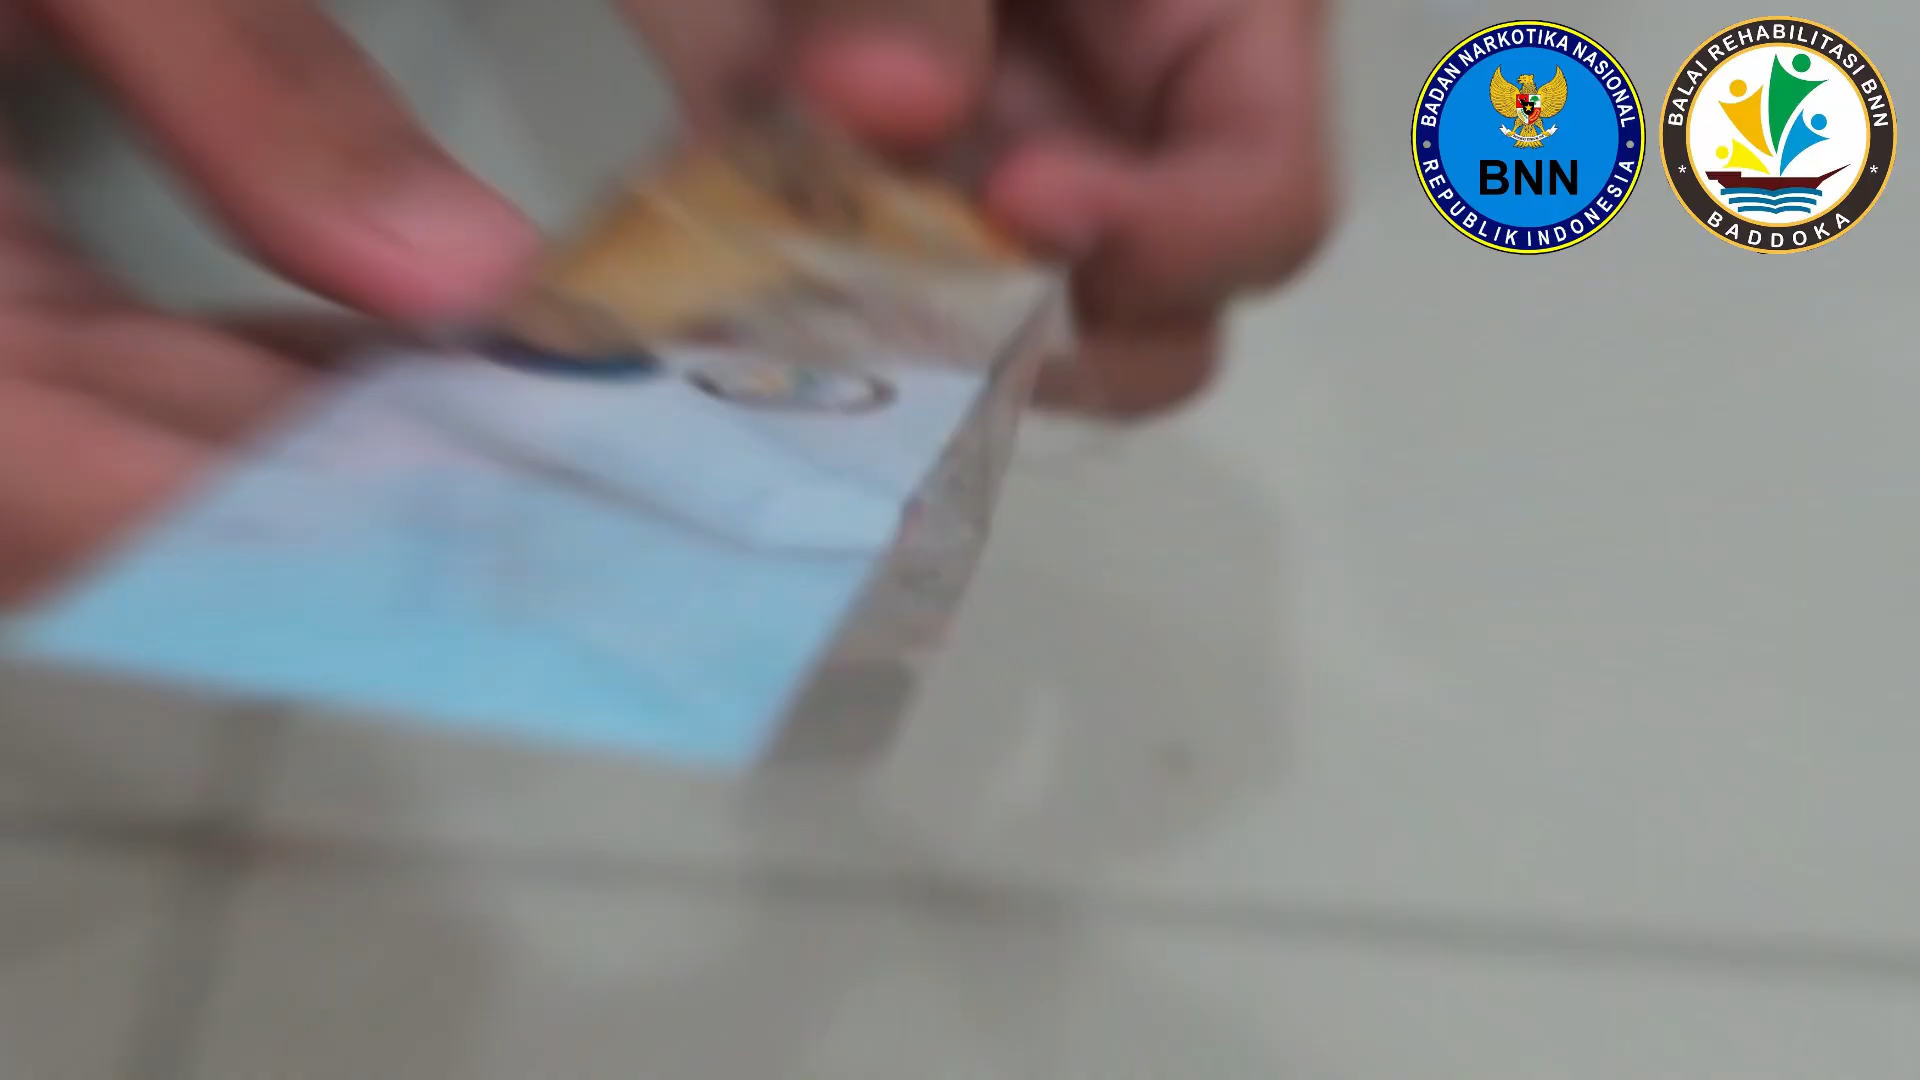 BADAN NARKOTIKA NASIONAL
BNN
REPUBLIK INDONESIA
BALAI REHABILITASI BNN
* BADDOKA *